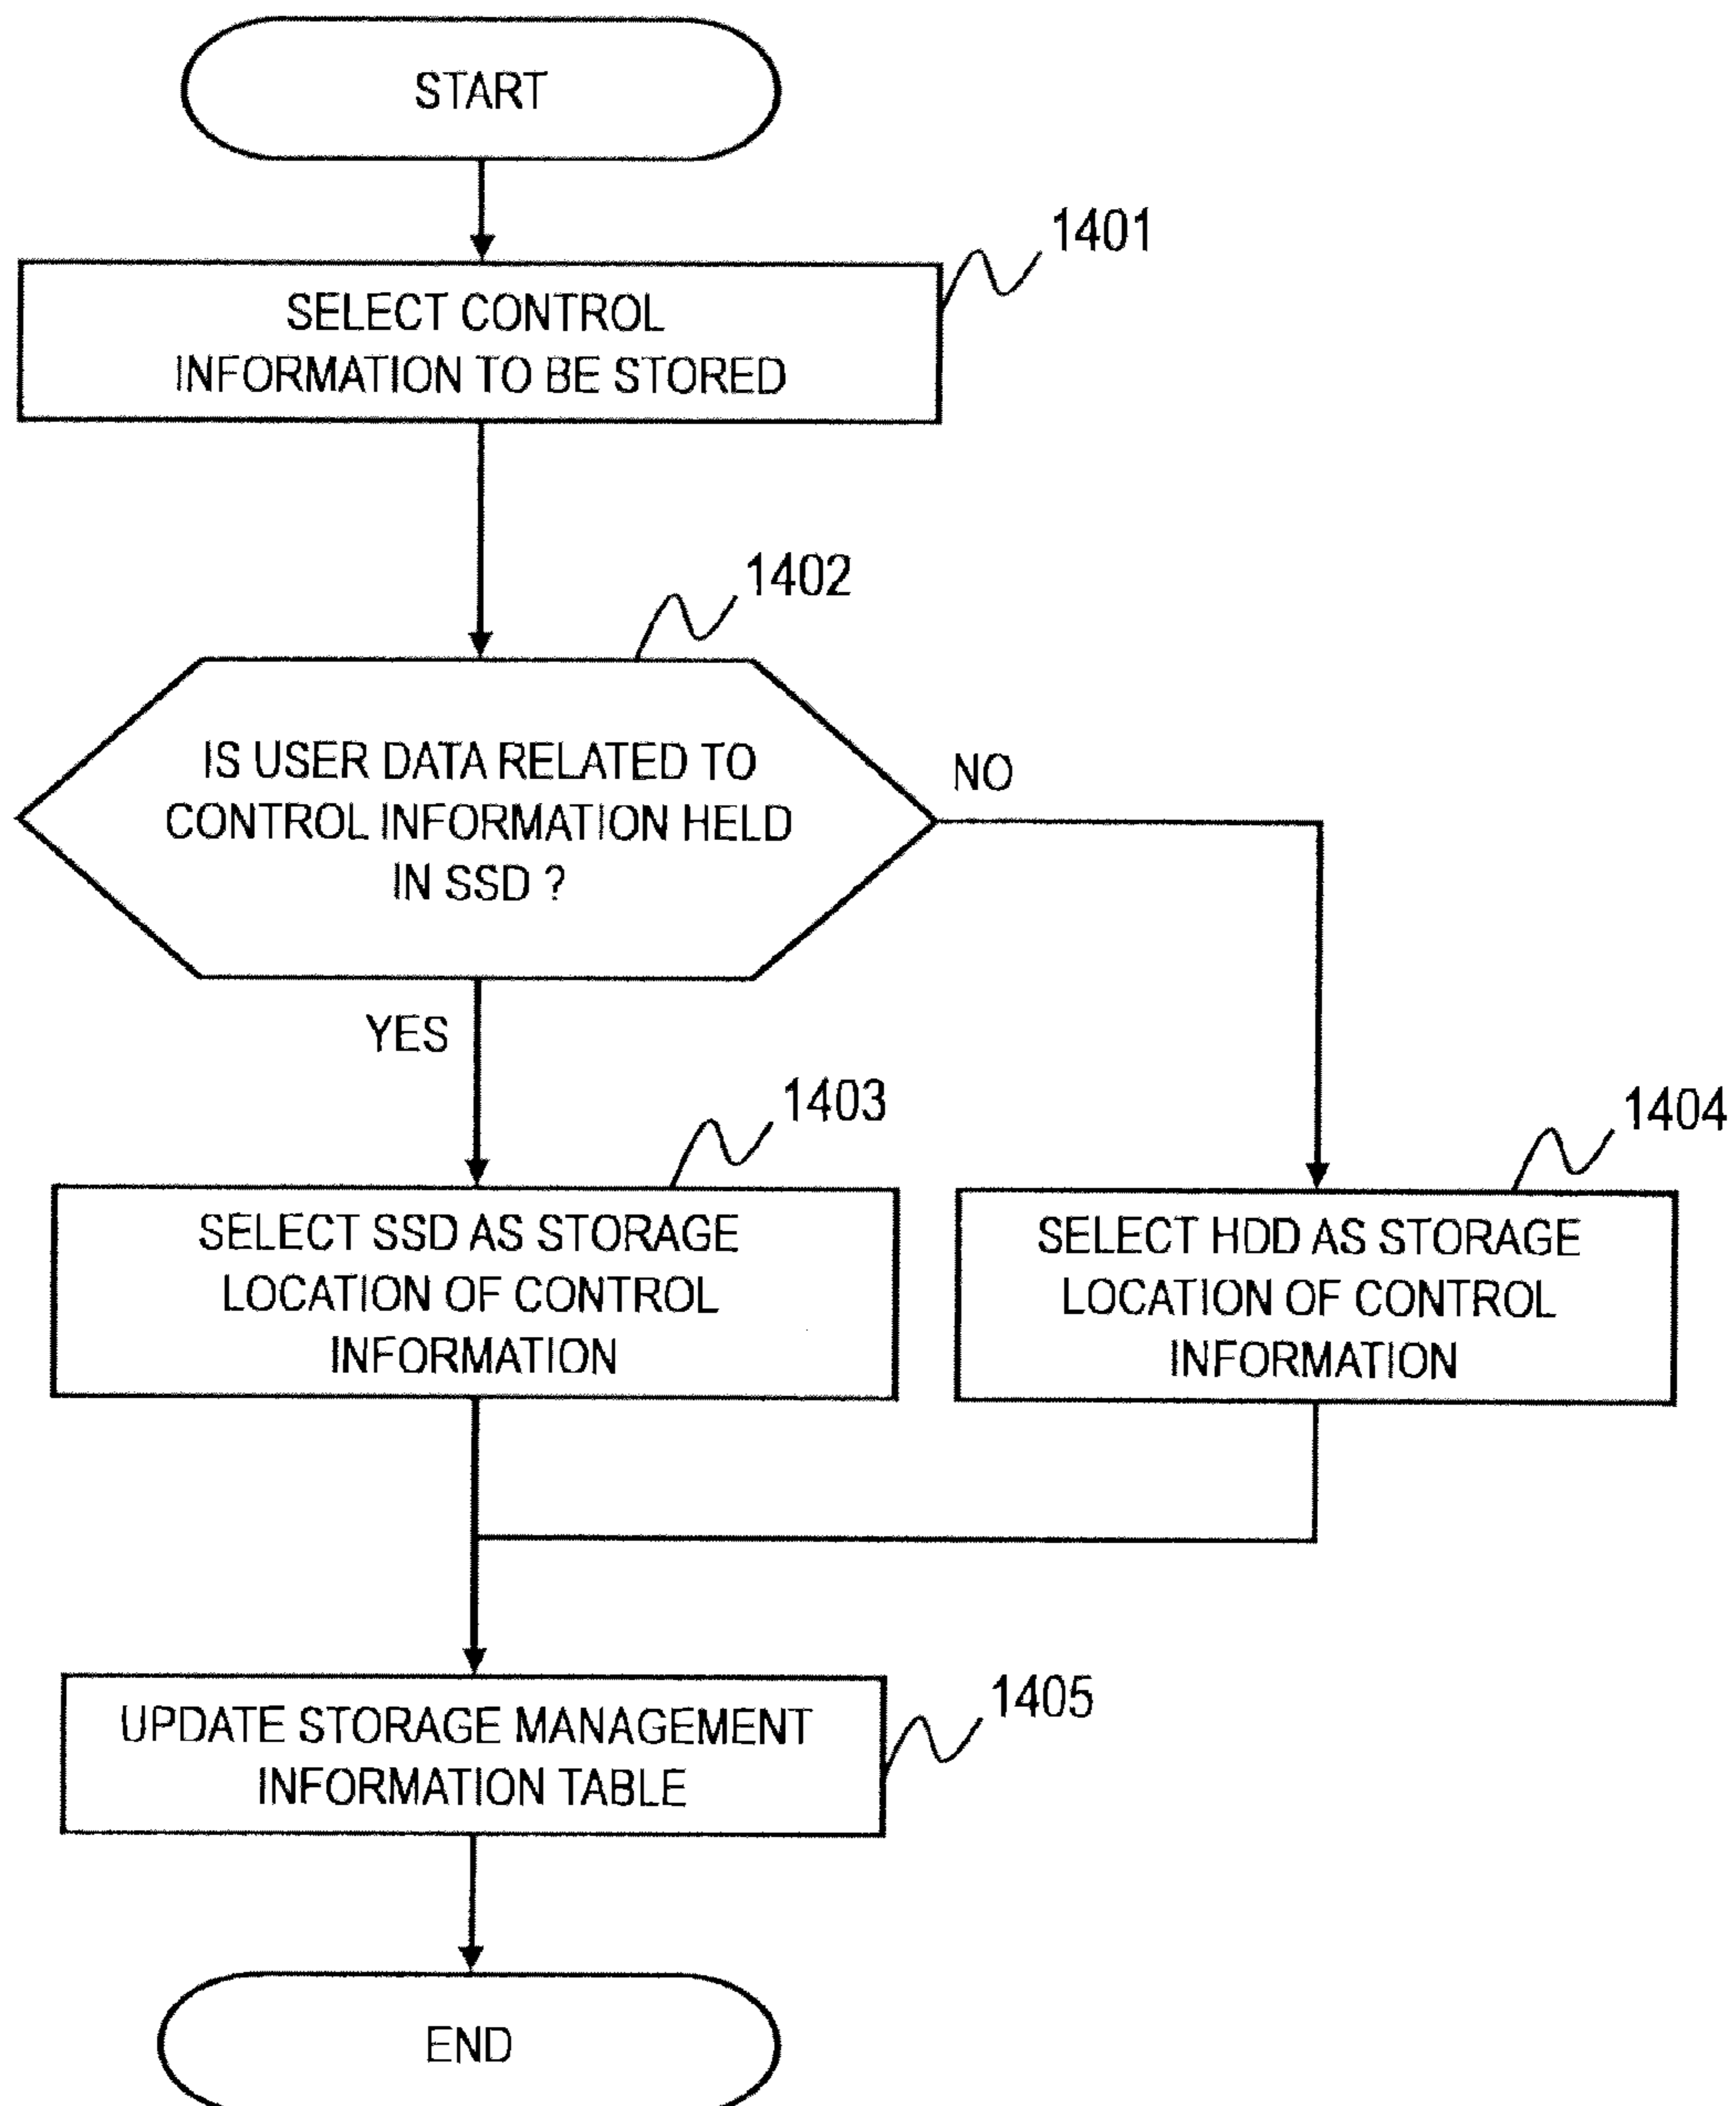 START
1401
SELECT CONTROL
INFORMATION TO BE STORED
1402
IS USER DATA RELATED TO
CONTROL INFORMATION HELD
IN SSD ?
NO
YES
1403
SELECT SSD AS STORAGE
LOCATION OF CONTROL
INFORMATION
1404
SELECT HDD AS STORAGE
LOCATION OF CONTROL
INFORMATION
1405
UPDATE STORAGE MANAGEMENT
INFORMATION TABLE
END